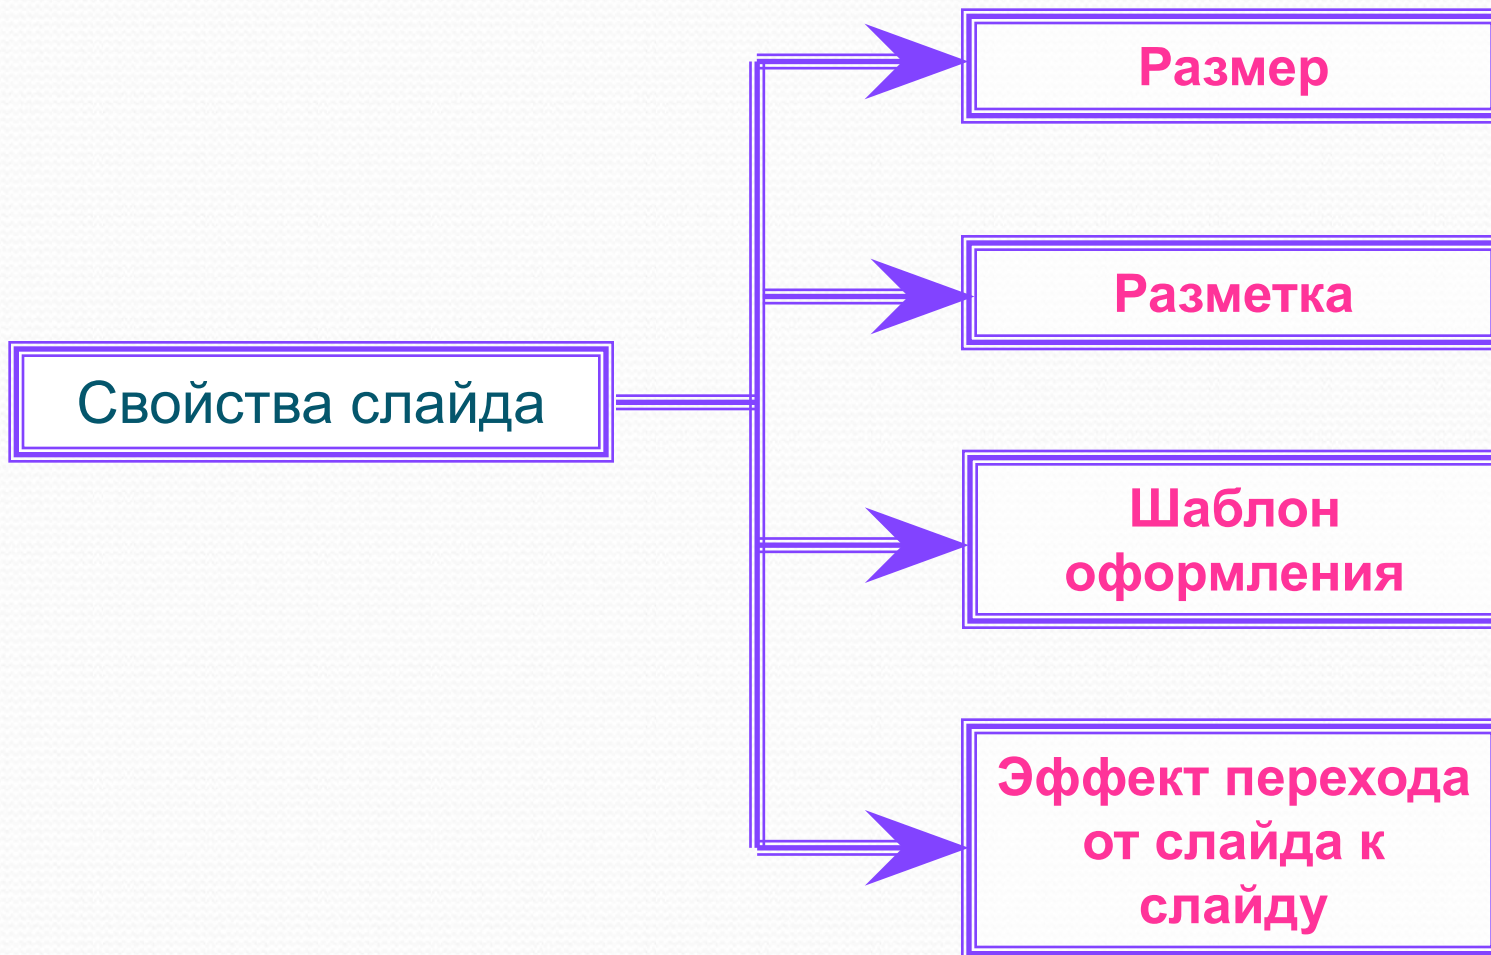 Размер
Разметка
Свойства слайда
Шаблон
оформления
Эффект перехода
от слайда к
слайду